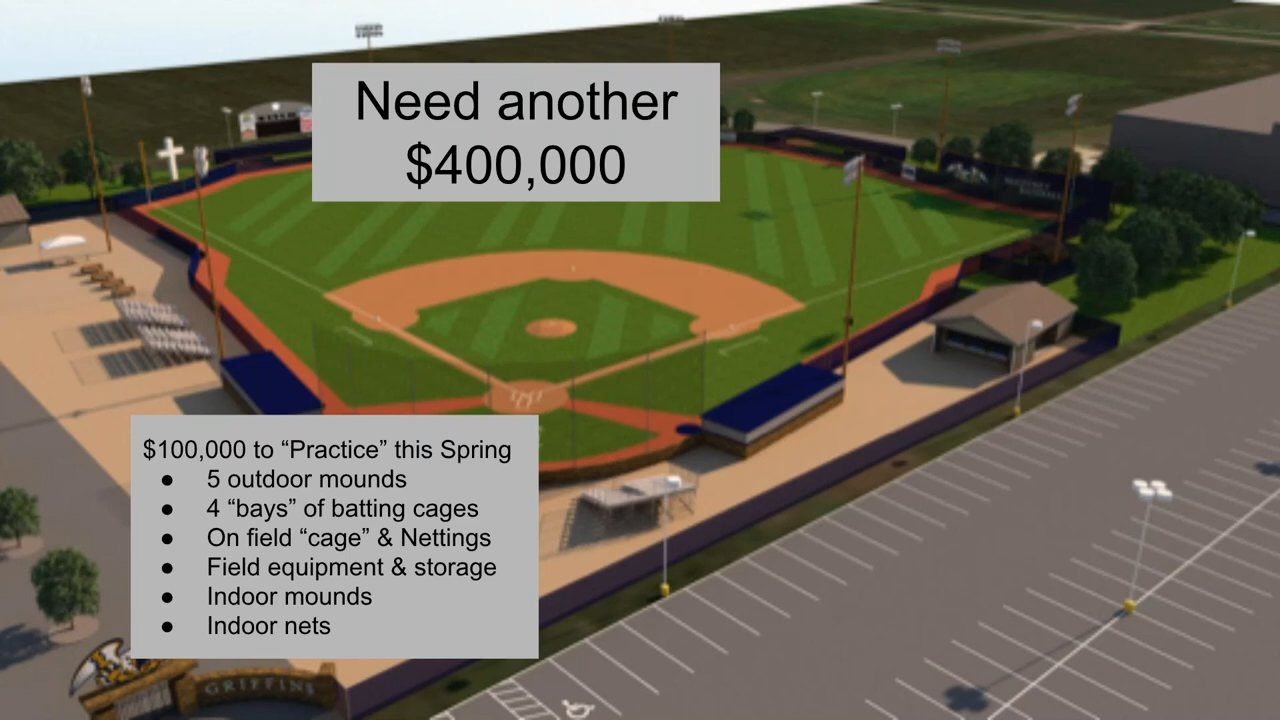 Need another
$400,000
$100,000 to “Practice” this Spring
● 5 outdoor mounds
● 4 “bays” of batting cages
● On field “cage” & Nettings
● Field equipment & storage
● Indoor mounds
● Indoor nets
GRIFFINS